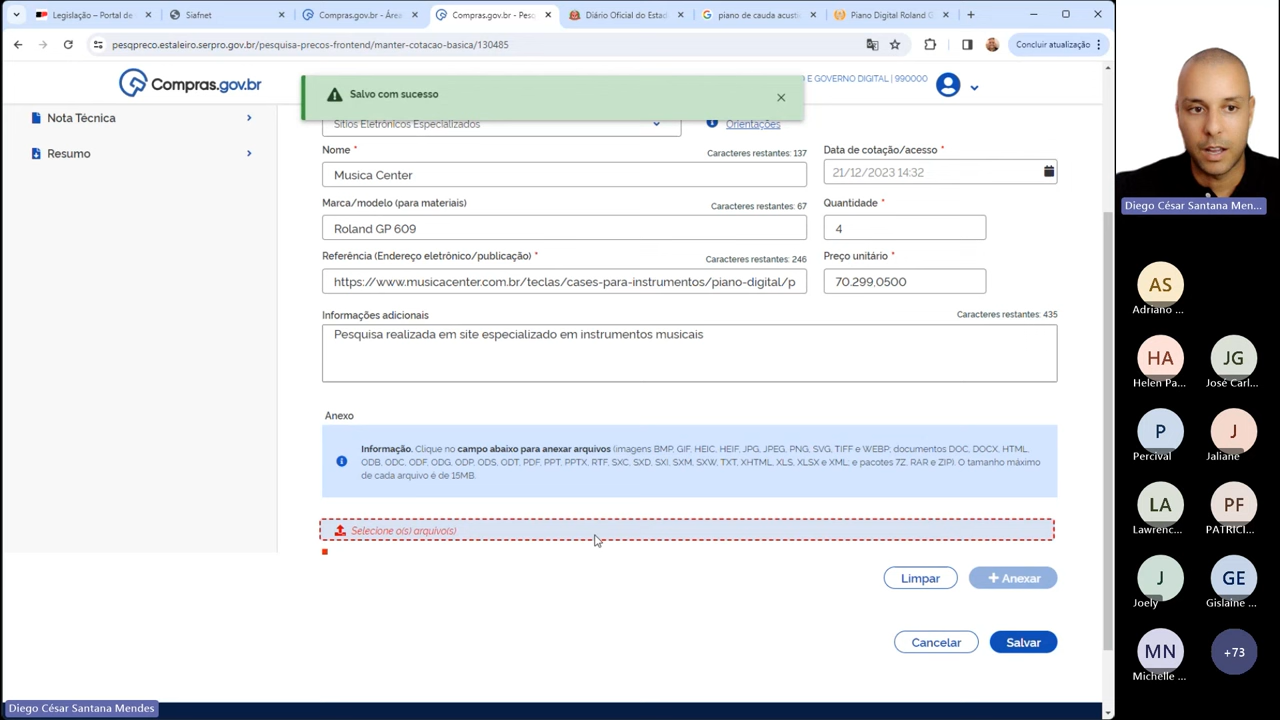 Legislação – Portal de
Siafnet
Compras.gov.br - Área
Compras.gov.br - Pesq
Diário Oficial do Estad
piano de cauda acusti
Piano Digital Roland G
pesqpreco.estaleiro.serpro.gov.br/pesquisa-precos-frontend/manter-cotacao-basica/130485
Concluir atualização
Compras.gov.br
E GOVERNO DIGITAL | 990000
Salvo com sucesso
Nota Técnica
Resumo
Sítios Eletrônicos Especializados
Orientações
Nome *
Caracteres restantes: 137
Data de cotação/acesso *
Musica Center
21/12/2023 14:32
Marca/modelo (para materiais)
Caracteres restantes: 67
Quantidade *
Roland GP 609
4
Referência (Endereço eletrônico/publicação) *
Caracteres restantes: 246
Preço unitário *
https://www.musicacenter.com.br/teclas/cases-para-instrumentos/piano-digital/p
70.299,0500
Informações adicionais
Caracteres restantes: 435
Pesquisa realizada em site especializado em instrumentos musicais
Anexo
Informação. Clique no campo abaixo para anexar arquivos (imagens BMP, GIF, HEIC, HEIF, JPG, JPEG, PNG, SVG, TIFF e WEBP; documentos DOC, DOCX, HTML,
ODB, ODC, ODF, ODG, ODP, ODS, ODT, PDF, PPT, PPTX, RTF, SXC, SXD, SXI, SXM, SXW, TXT, XHTML, XLS, XLSX e XML; e pacotes 7Z, RAR e ZIP). O tamanho máximo
de cada arquivo é de 15MB.
Selecione o(s) arquivo(s)
Limpar
+ Anexar
Cancelar
Salvar
Diego César Santana Mendes
Diego César Santana Men...
AS
Adriano ...
HA
Helen Pa...
JG
José Carl...
P
Percival
J
Jaliane
LA
Lawrenc...
PF
PATRICI...
J
Joely
GE
Gislaine ...
MN
Michelle ...
+73